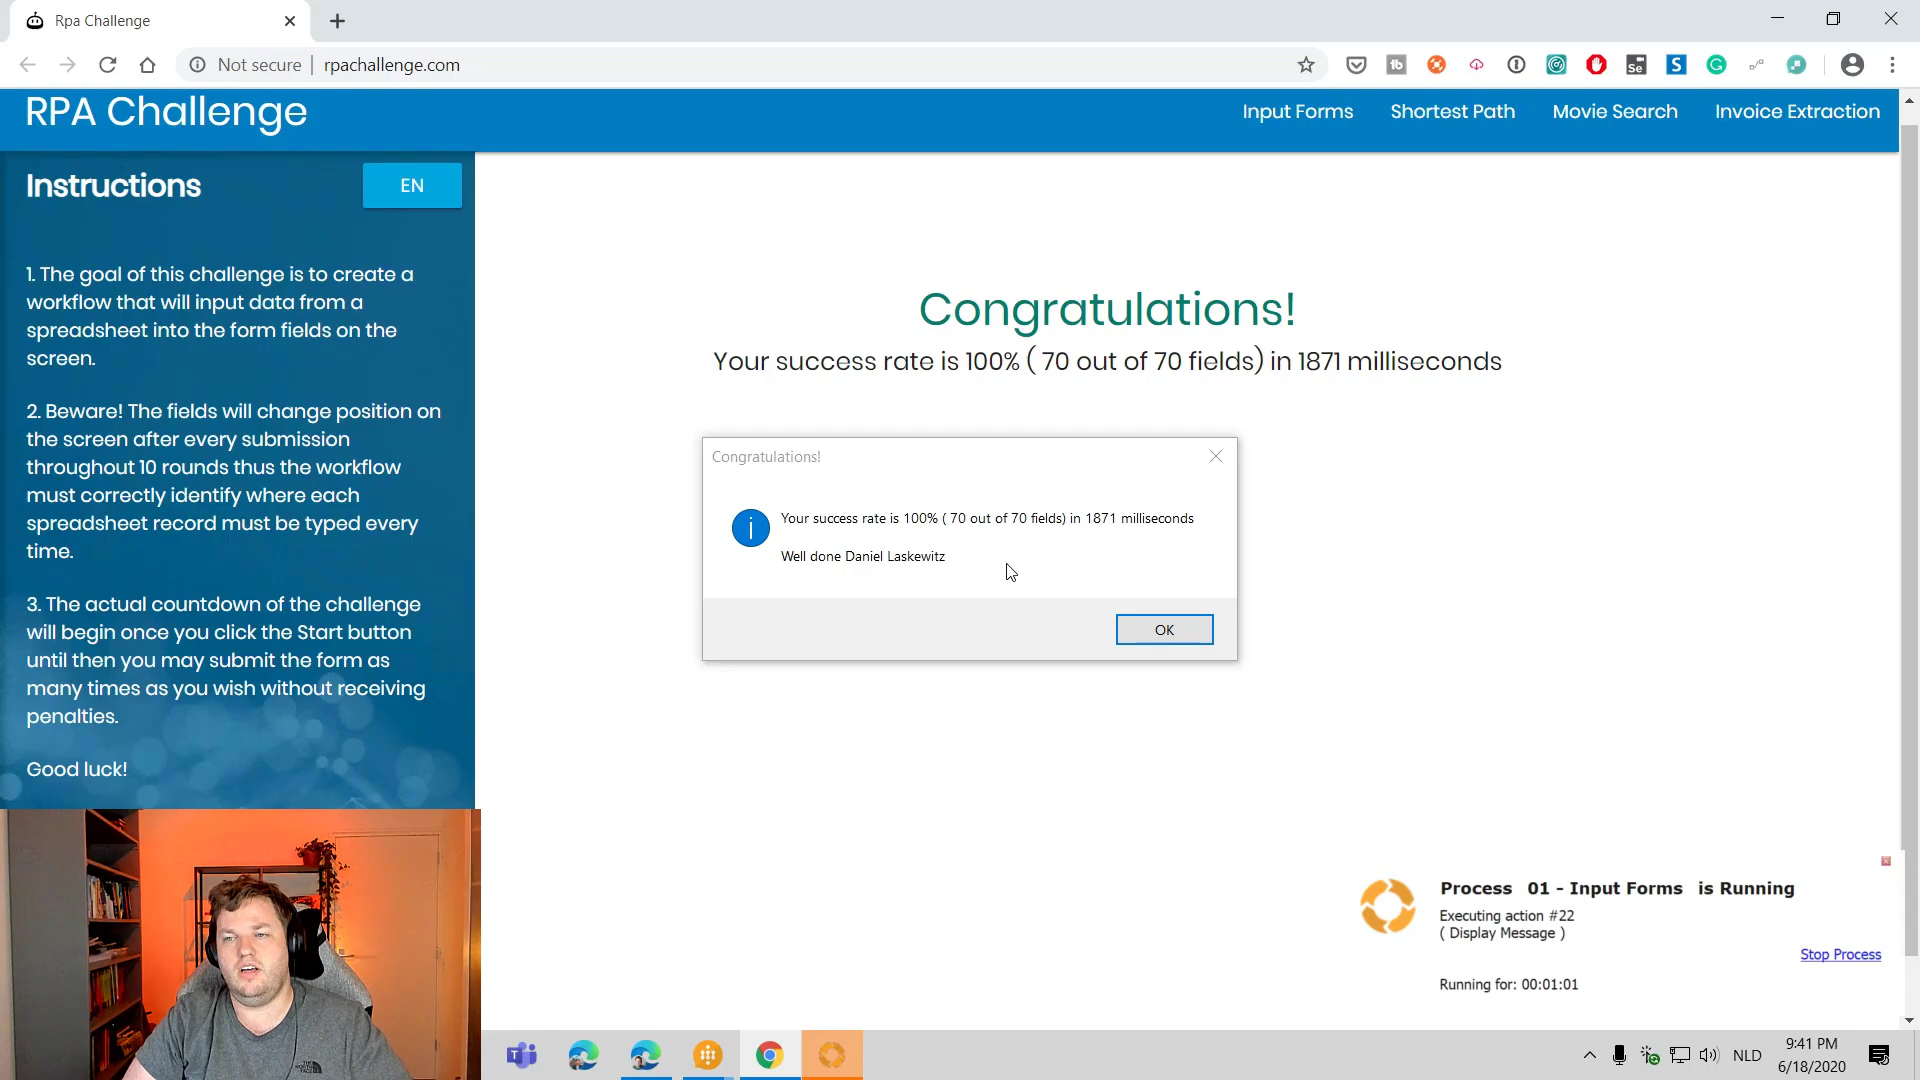 Rpa Challenge
Not secure
rpachallenge.com
RPA Challenge
Input Forms
Shortest Path
Movie Search
Invoice Extraction
Instructions
EN
1. The goal of this challenge is to create a
workflow that will input data from a
spreadsheet into the form fields on the
screen.
2. Beware! The fields will change position on
the screen after every submission
throughout 10 rounds thus the workflow
must correctly identify where each
spreadsheet record must be typed every
time.
3. The actual countdown of the challenge
will begin once you click the Start button
until then you may submit the form as
many times as you wish without receiving
penalties.
Good luck!
Congratulations!
Your success rate is 100% ( 70 out of 70 fields) in 1871 milliseconds
Congratulations!
Your success rate is 100% ( 70 out of 70 fields) in 1871 milliseconds
Well done Daniel Laskewitz
OK
Process 01 - Input Forms is Running
Executing action #22
( Display Message )
Stop Process
Running for: 00:01:01
NLD
9:41 PM
6/18/2020